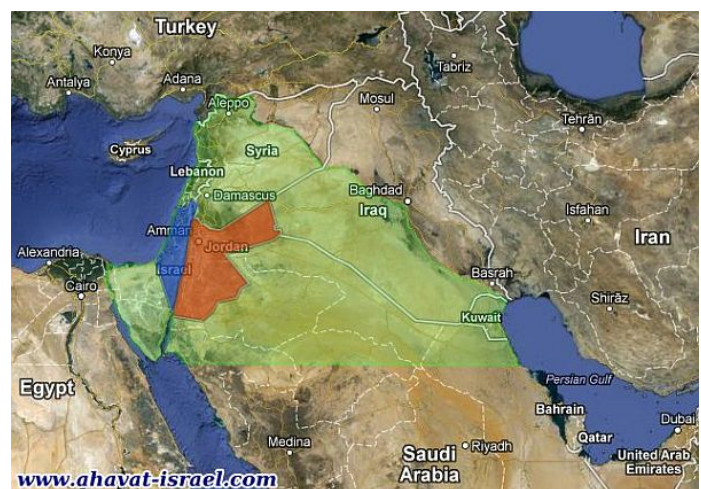 Turkey
Konya
Antalya
Adana
Tabriz
Aleppo
Mosul
Tehrān
Cyprus
Syria
Lebanon
Damascus
Baghdad
Iraq
Isfahan
Amman
Jordan
Iran
Alexandria
Israel
Cairo
Basrah
Shirāz
Kuwait
Egypt
Persian Gulf
Bahrain
Dubai
Medina
Qatar
Saudi
Arabia
Riyadh
United Arab
Emirates
www.ahavat-israel.com